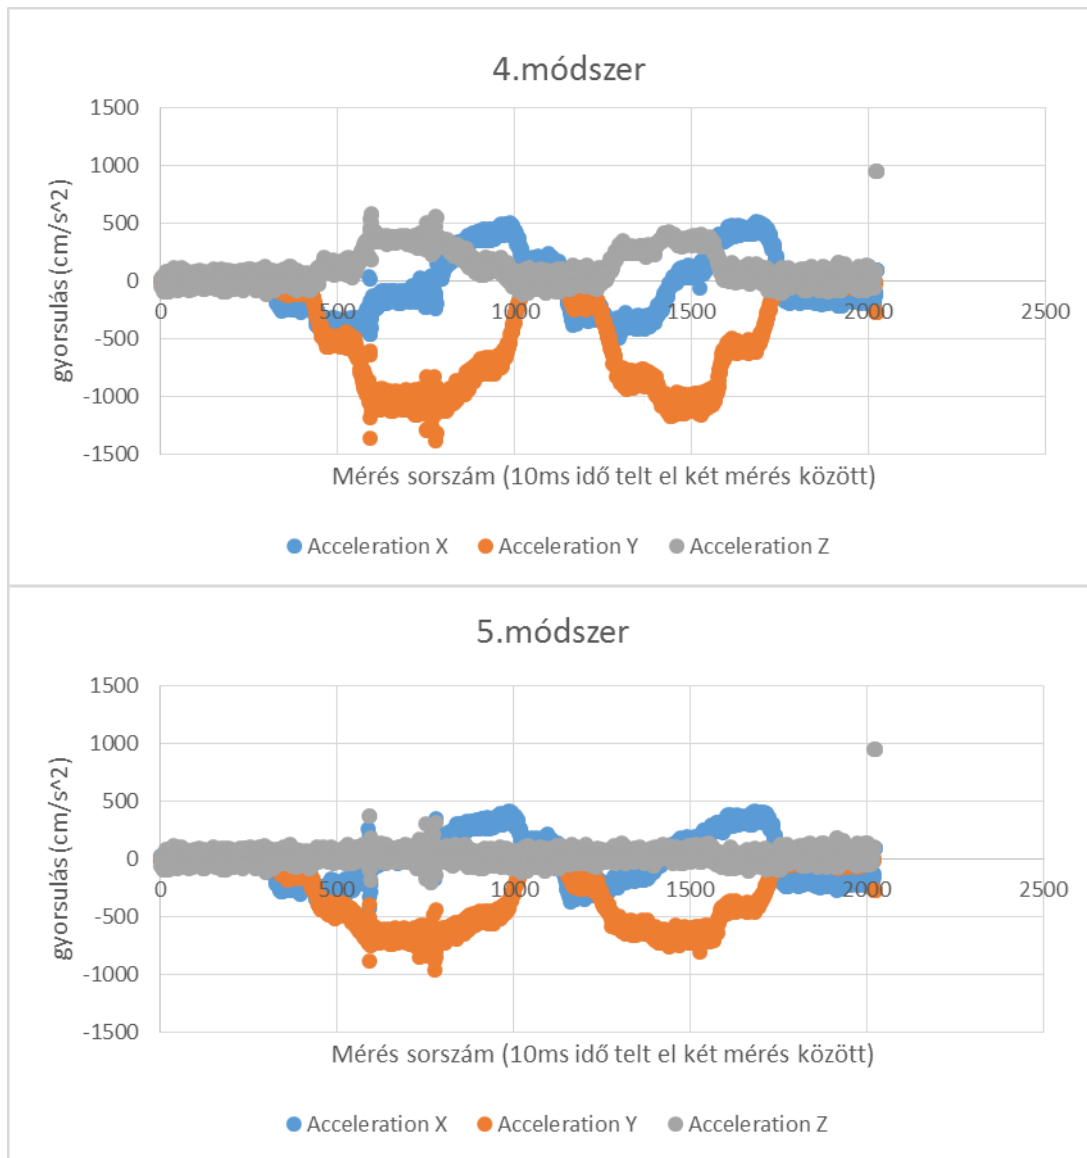 4.módszer
1500
1000
500
0
-500
-1000
-1500
0 500 1000 1500 2000 2500
gyorsulás (cm/s^2)
Mérés sorszám (10ms idő telt el két mérés között)
Acceleration X Acceleration Y Acceleration Z
5.módszer
1500
1000
500
0
-500
-1000
-1500
0 500 1000 1500 2000 2500
gyorsulás (cm/s^2)
Mérés sorszám (10ms idő telt el két mérés között)
Acceleration X Acceleration Y Acceleration Z